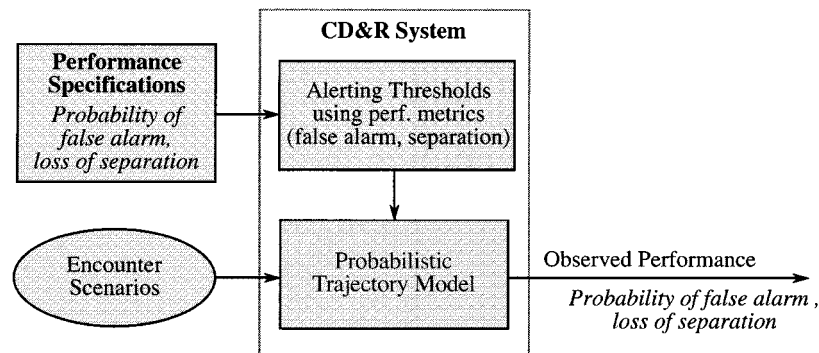 CD&R System
Performance
Specifications
Probability of
false alarm,
loss of separation
Alerting Thresholds
using perf. metrics
(false alarm, separation)
Encounter
Scenarios
Probabilistic
Trajectory Model
Observed Performance
Probability of false alarm ,
loss of separation